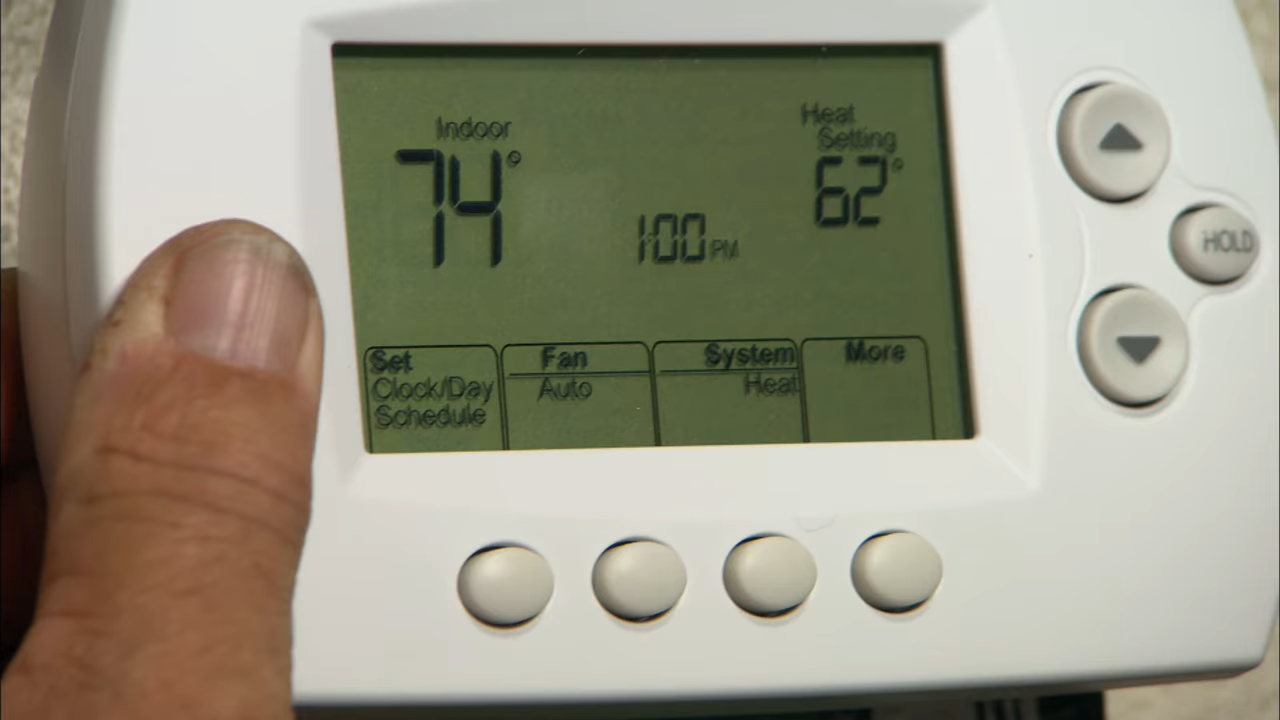 Indoor
74°
Heat
Setting
62°
1:00 PM
Set
Clock/Day
Schedule
Fan
Auto
System
Heat
More
HOLD